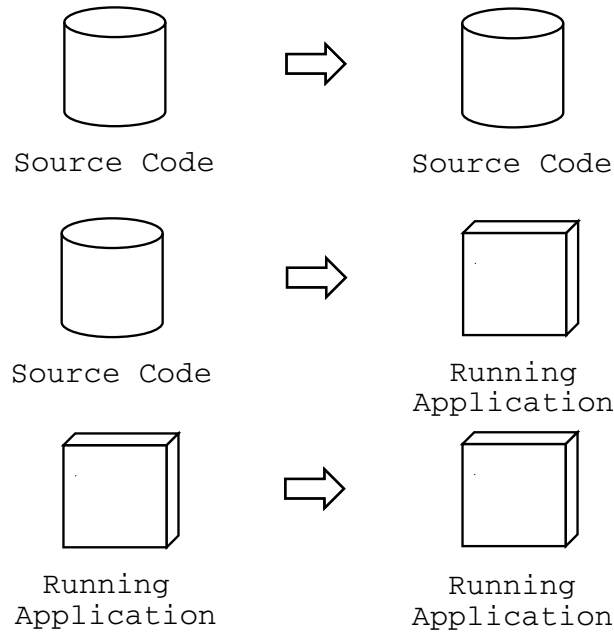 Source Code
Source Code
Source Code
Running
Application
Running
Application
Running
Application